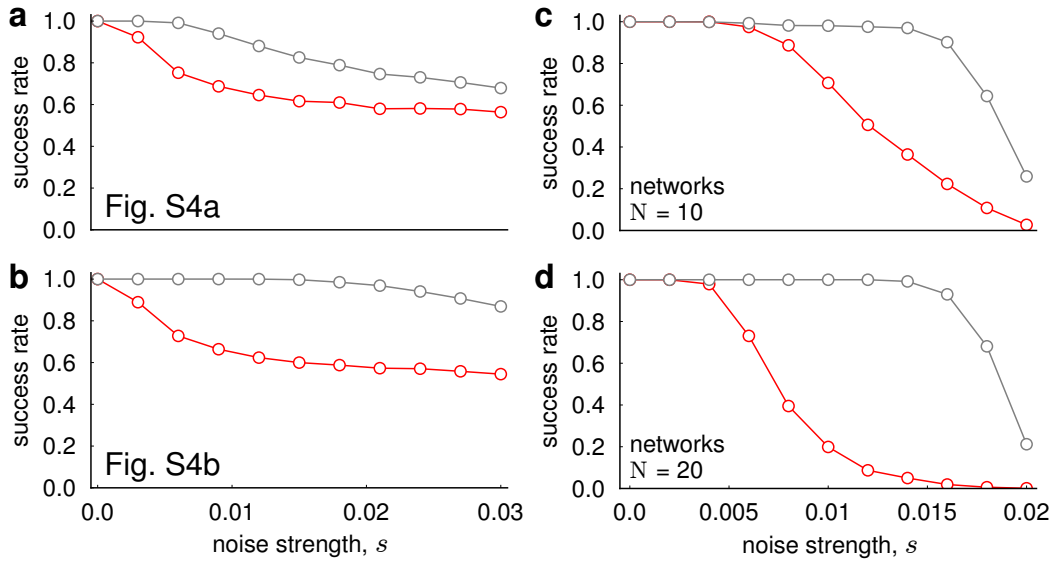 a
1.0
0.8
0.6
0.4
0.2
0.0
success rate
Fig. S4a
b
1.0
0.8
0.6
0.4
0.2
0.0
success rate
Fig. S4b
0.0
0.01
0.02
0.03
noise strength, s
c
1.0
0.8
0.6
0.4
0.2
0.0
success rate
networks
N = 10
d
1.0
0.8
0.6
0.4
0.2
0.0
success rate
networks
N = 20
0.0
0.005
0.01
0.015
0.02
noise strength, s